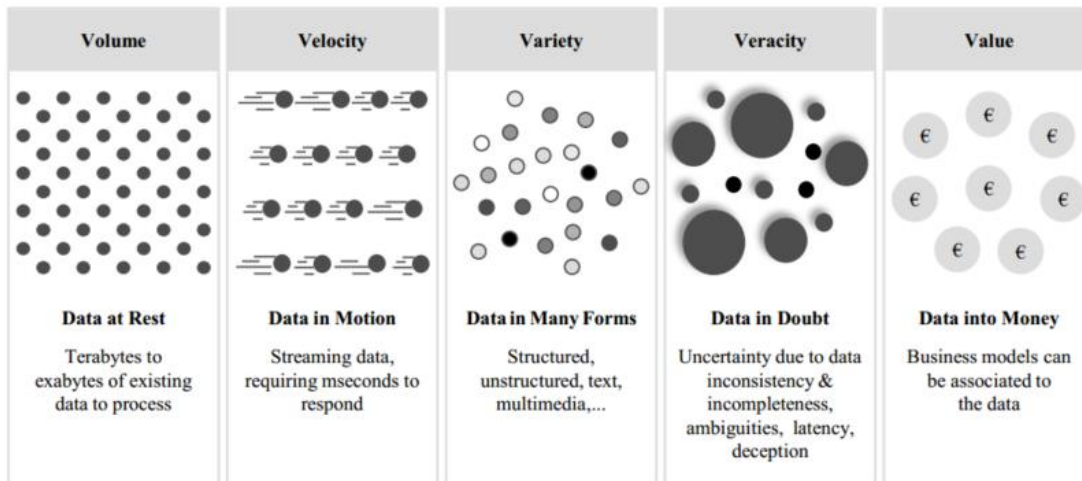 Volume
Velocity
Variety
Veracity
Value
€
€
€
€
€
€
€
€
Data at Rest
Terabytes to
exabytes of existing
data to process
Data in Motion
Streaming data,
requiring mseconds to
respond
Data in Many Forms
Structured,
unstructured, text,
multimedia,...
Data in Doubt
Uncertainty due to data
inconsistency &
incompleteness,
ambiguities, latency,
deception
Data into Money
Business models can
be associated to
the data